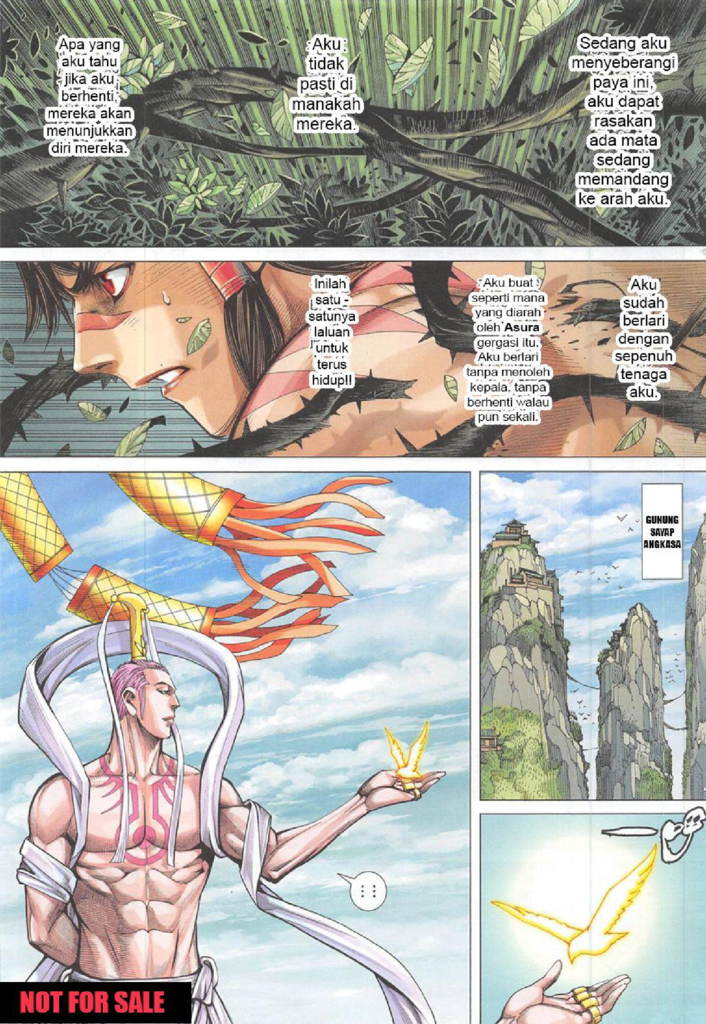 Sedang aku
menyeberangi
paya ini,
aku dapat
rasakan
ada mata
sedang
memandang
ke arah aku.
Aku
tidak
pasti di
manakah
mereka.
Apa yang
aku tahu
jika aku
berhenti,
mereka akan
menunjukkan
diri mereka.
Aku
sudah
berlari
dengan
sepenuh
tenaga
aku.
Aku buat
seperti mana
yang diarah
oleh Asura
gergasi itu.
Aku berlari
tanpa menoleh
kepala, tanpa
berhenti walau
pun sekali.
Inilah
satu -
satunya
laluan
untuk
terus
hidup!!
GUNUNG
SAYAP
ANGKASA
NOT FOR SALE